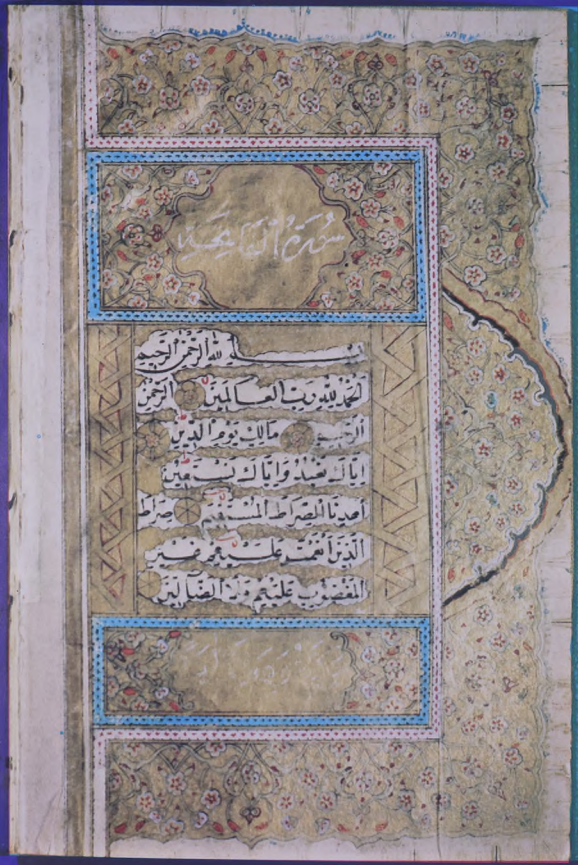 سورة الفاتحة
بسم الله الرحمن الرحيم
الحمد لله رب العالمين الرحمن
الرحيم مالك يوم الدين
اياك نعبد واياك نستعين
اهدنا الصراط المستقيم صراط
الذين انعمت عليهم غير
المغضوب عليهم ولا الضالين